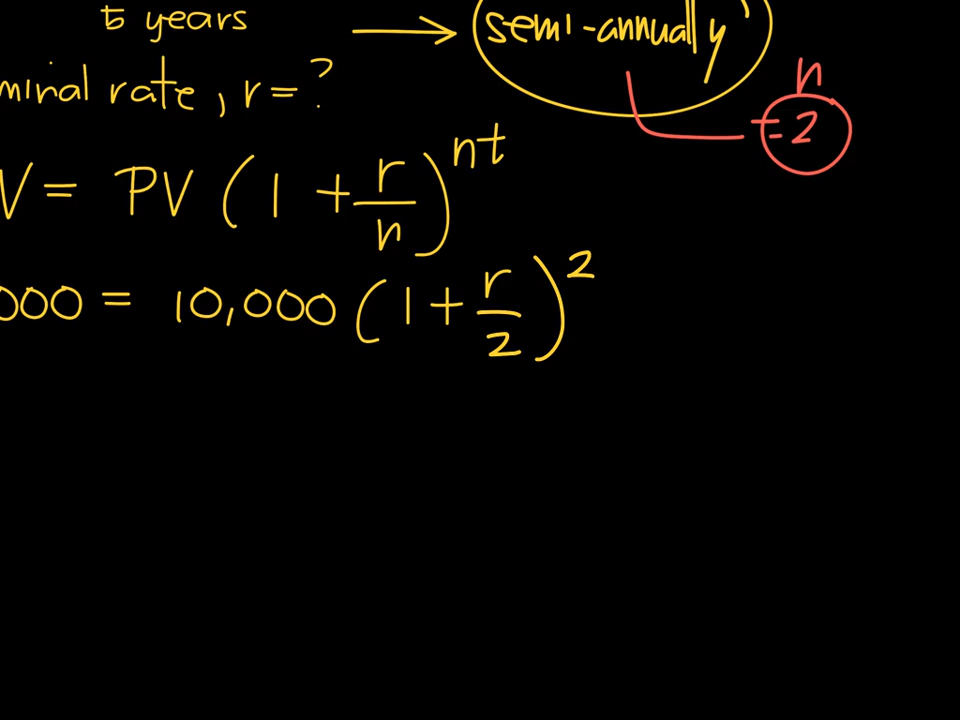 5 years → semi-annually
minal rate, r = ?
n
= 2
V = PV (1 + r/n)^nt
000 = 10,000 (1 + r/2)^2